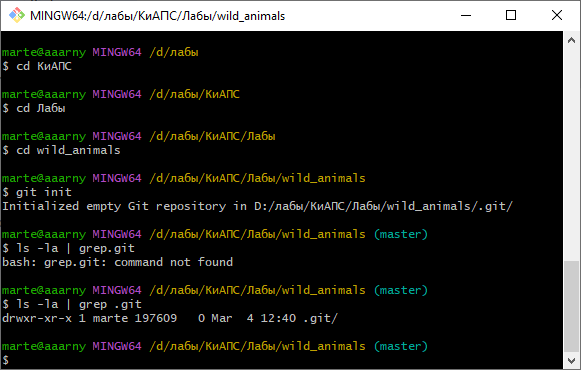 MINGW64:/d/лабы/КиАПС/Лабы/wild_animals
marte@aaarny MINGW64 /d/лабы
$ cd КиАПС
marte@aaarny MINGW64 /d/лабы/КиАПС
$ cd Лабы
marte@aaarny MINGW64 /d/лабы/КиАПС/Лабы
$ cd wild_animals
marte@aaarny MINGW64 /d/лабы/КиАПС/Лабы/wild_animals
$ git init
Initialized empty Git repository in D:/лабы/КиАПС/Лабы/wild_animals/.git/
marte@aaarny MINGW64 /d/лабы/КиАПС/Лабы/wild_animals (master)
$ ls -la | grep.git
bash: grep.git: command not found
marte@aaarny MINGW64 /d/лабы/КиАПС/Лабы/wild_animals (master)
$ ls -la | grep .git
drwxr-xr-x 1 marte 197609   0 Mar  4 12:40 .git/
marte@aaarny MINGW64 /d/лабы/КиАПС/Лабы/wild_animals (master)
$